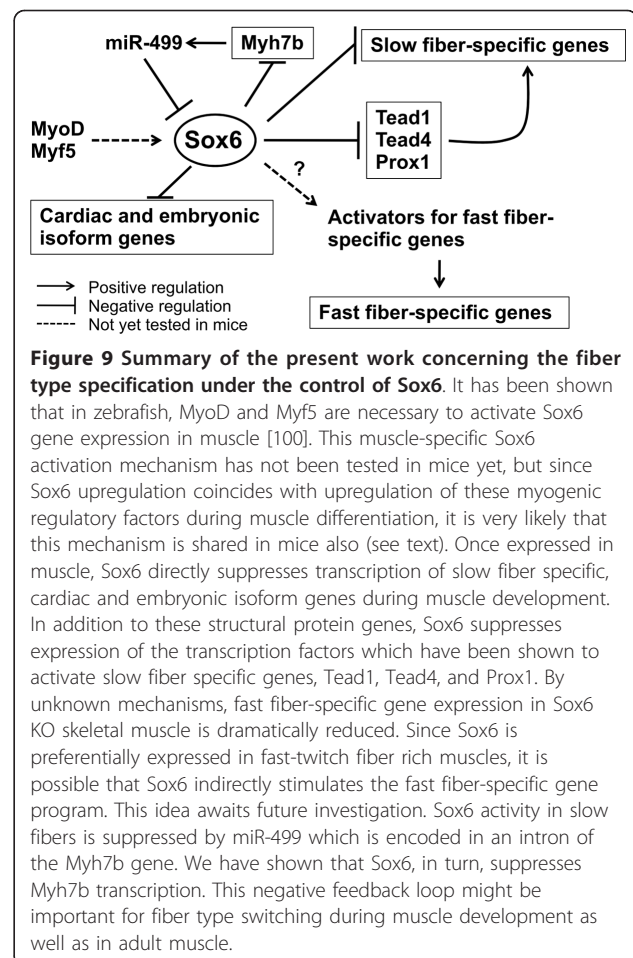 miR-499
Myh7b
Slow fiber-specific genes
MyoD
Myf5
Sox6
Tead1
Tead4
Prox1
?
Cardiac and embryonic
isoform genes
Activators for fast fiber-
specific genes
Positive regulation
Negative regulation
Not yet tested in mice
Fast fiber-specific genes
Figure 9 Summary of the present work concerning the fiber
type specification under the control of Sox6. It has been shown
that in zebrafish, MyoD and Myf5 are necessary to activate Sox6
gene expression in muscle [100]. This muscle-specific Sox6
activation mechanism has not been tested in mice yet, but since
Sox6 upregulation coincides with upregulation of these myogenic
regulatory factors during muscle differentiation, it is very likely that
this mechanism is shared in mice also (see text). Once expressed in
muscle, Sox6 directly suppresses transcription of slow fiber specific,
cardiac and embryonic isoform genes during muscle development.
In addition to these structural protein genes, Sox6 suppresses
expression of the transcription factors which have been shown to
activate slow fiber specific genes, Tead1, Tead4, and Prox1. By
unknown mechanisms, fast fiber-specific gene expression in Sox6
KO skeletal muscle is dramatically reduced. Since Sox6 is
preferentially expressed in fast-twitch fiber rich muscles, it is
possible that Sox6 indirectly stimulates the fast fiber-specific gene
program. This idea awaits future investigation. Sox6 activity in slow
fibers is suppressed by miR-499 which is encoded in an intron of
the Myh7b gene. We have shown that Sox6, in turn, suppresses
Myh7b transcription. This negative feedback loop might be
important for fiber type switching during muscle development as
well as in adult muscle.